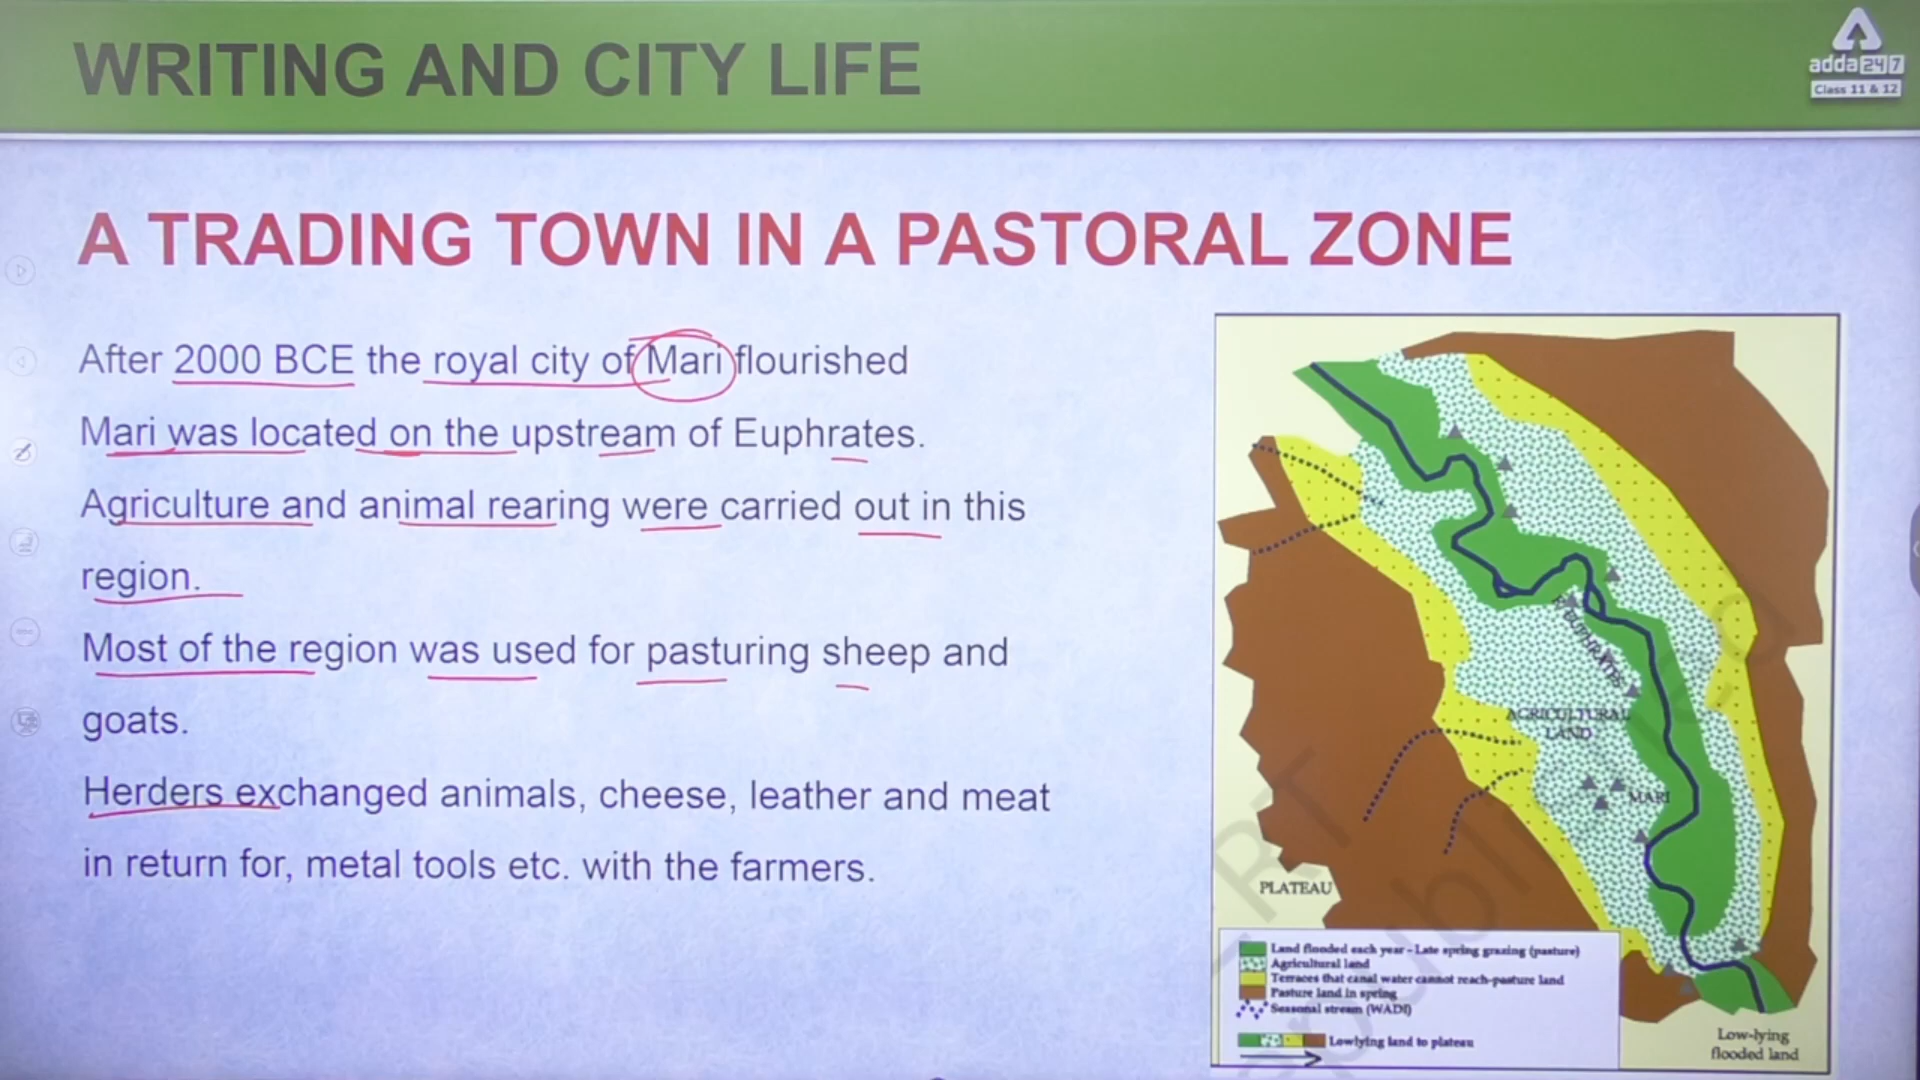 WRITING AND CITY LIFE
adda247
Class 11 & 12
A TRADING TOWN IN A PASTORAL ZONE
After 2000 BCE the royal city of Mari flourished
Mari was located on the upstream of Euphrates.
Agriculture and animal rearing were carried out in this
region.
Most of the region was used for pasturing sheep and
goats.
Herders exchanged animals, cheese, leather and meat
in return for, metal tools etc. with the farmers.
EUPHRATES
AGRICULTURAL
LAND
MARI
PLATEAU
Land flooded each year - Late spring grazing (pasture)
Agricultural land
Terraces that canal water cannot reach-pasture land
Pasture land in spring
Seasonal stream (WADI)
Lowlying land to plateau
Low-lying
flooded land